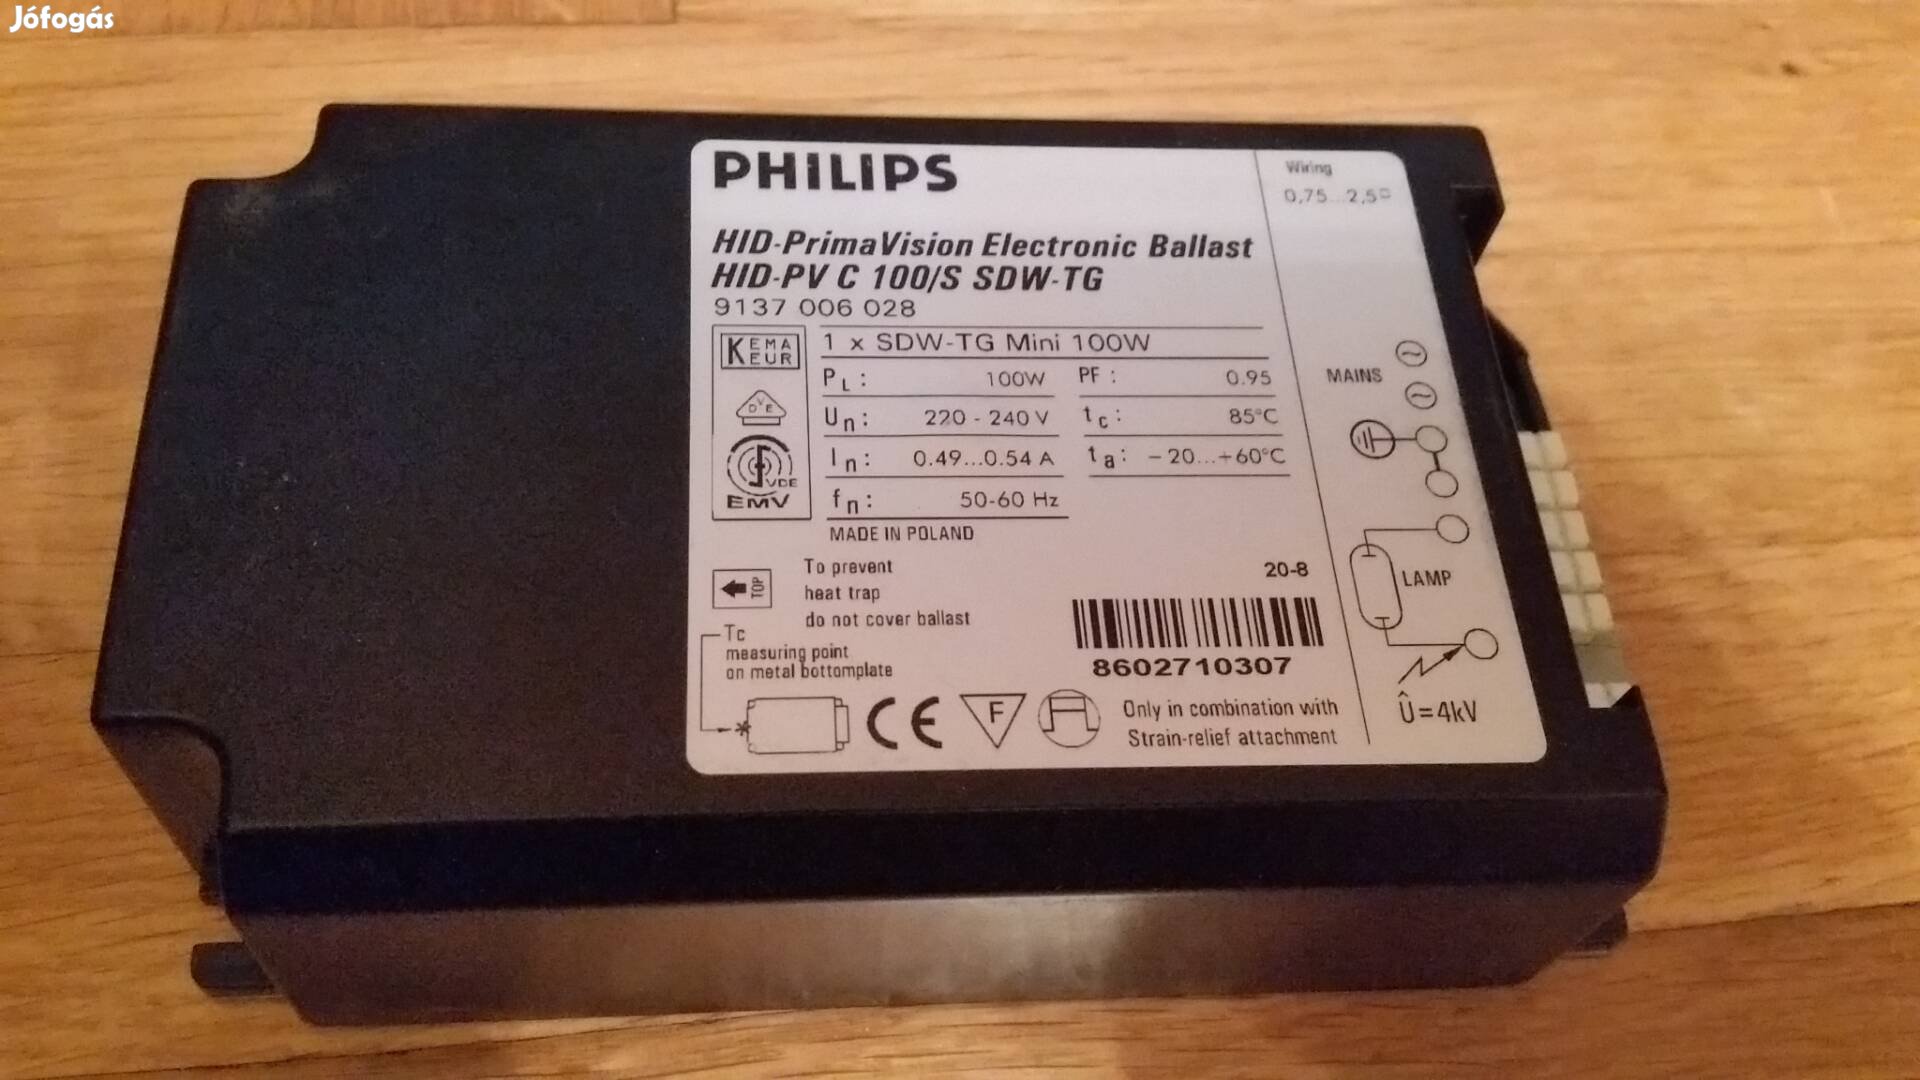 Jófogás
PHILIPS
HID-PrimaVision Electronic Ballast
HID-PV C 100/S SDW-TG
9137 006 028
KEMA
EUR
DVE
VDE
EMV
1 x SDW-TG Mini 100W
PL: 100W
Un: 220 - 240 V
In: 0.49...0.54 A
fn: 50-60 Hz
PF : 0.95
tc: 85°C
ta: -20...+60°C
MADE IN POLAND
TOP
To prevent
heat trap
do not cover ballast
Tc
measuring point
on metal bottomplate
20-8
8602710307
CE
F
Only in combination with
Strain-relief attachment
Wiring
0,75...2,5□
MAINS
LAMP
Û=4kV